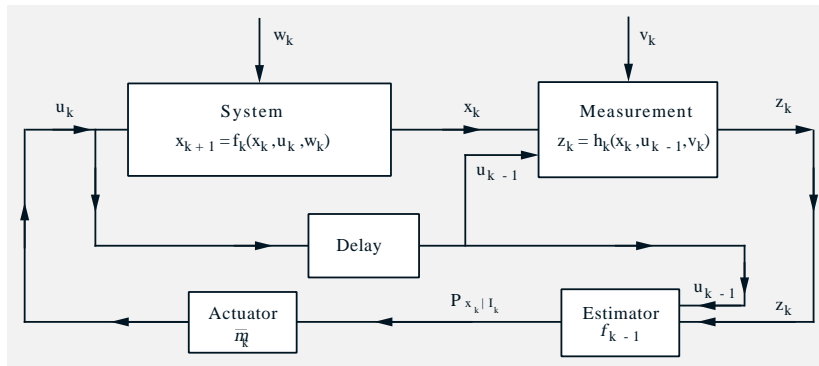 w_k
v_k
u_k
System
x_{k + 1} = f_k(x_k, u_k, w_k)
x_k
Measurement
z_k = h_k(x_k, u_{k - 1}, v_k)
z_k
u_{k - 1}
Delay
u_{k - 1}
Actuator
m̅_k
P_{x_k | I_k}
Estimator
f_{k - 1}
z_k